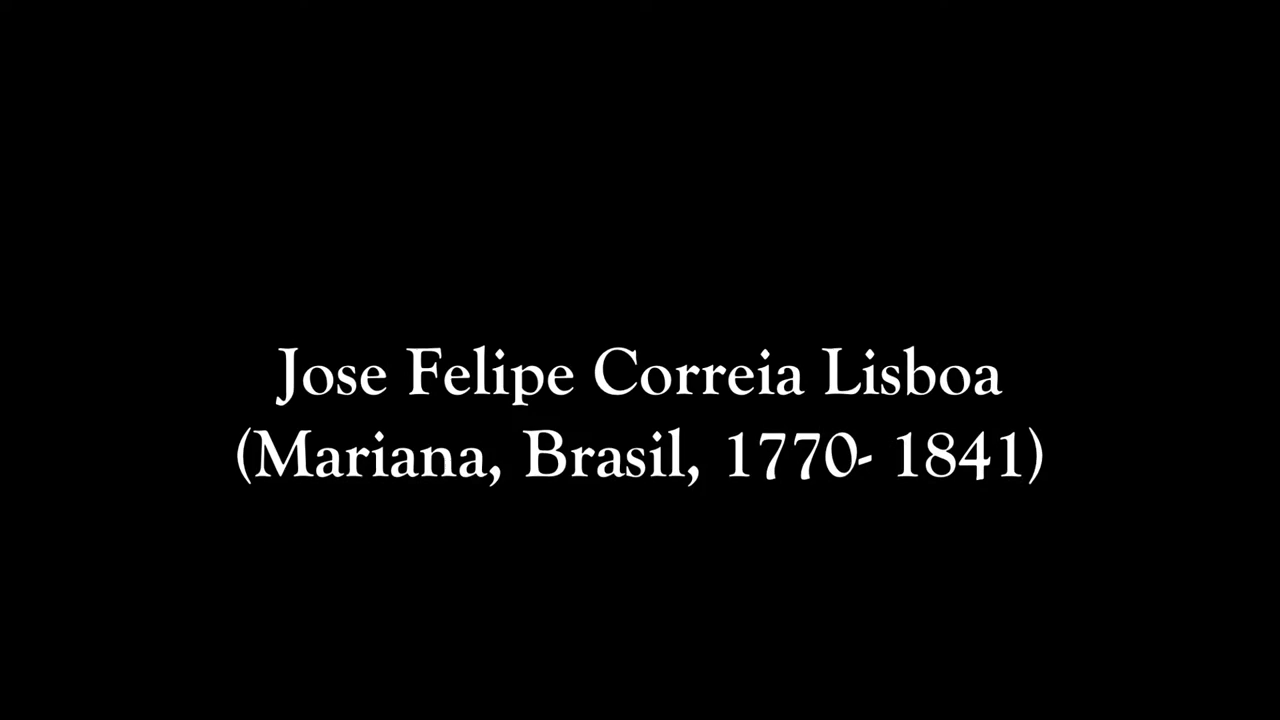 Jose Felipe Correia Lisboa
(Mariana, Brasil, 1770- 1841)